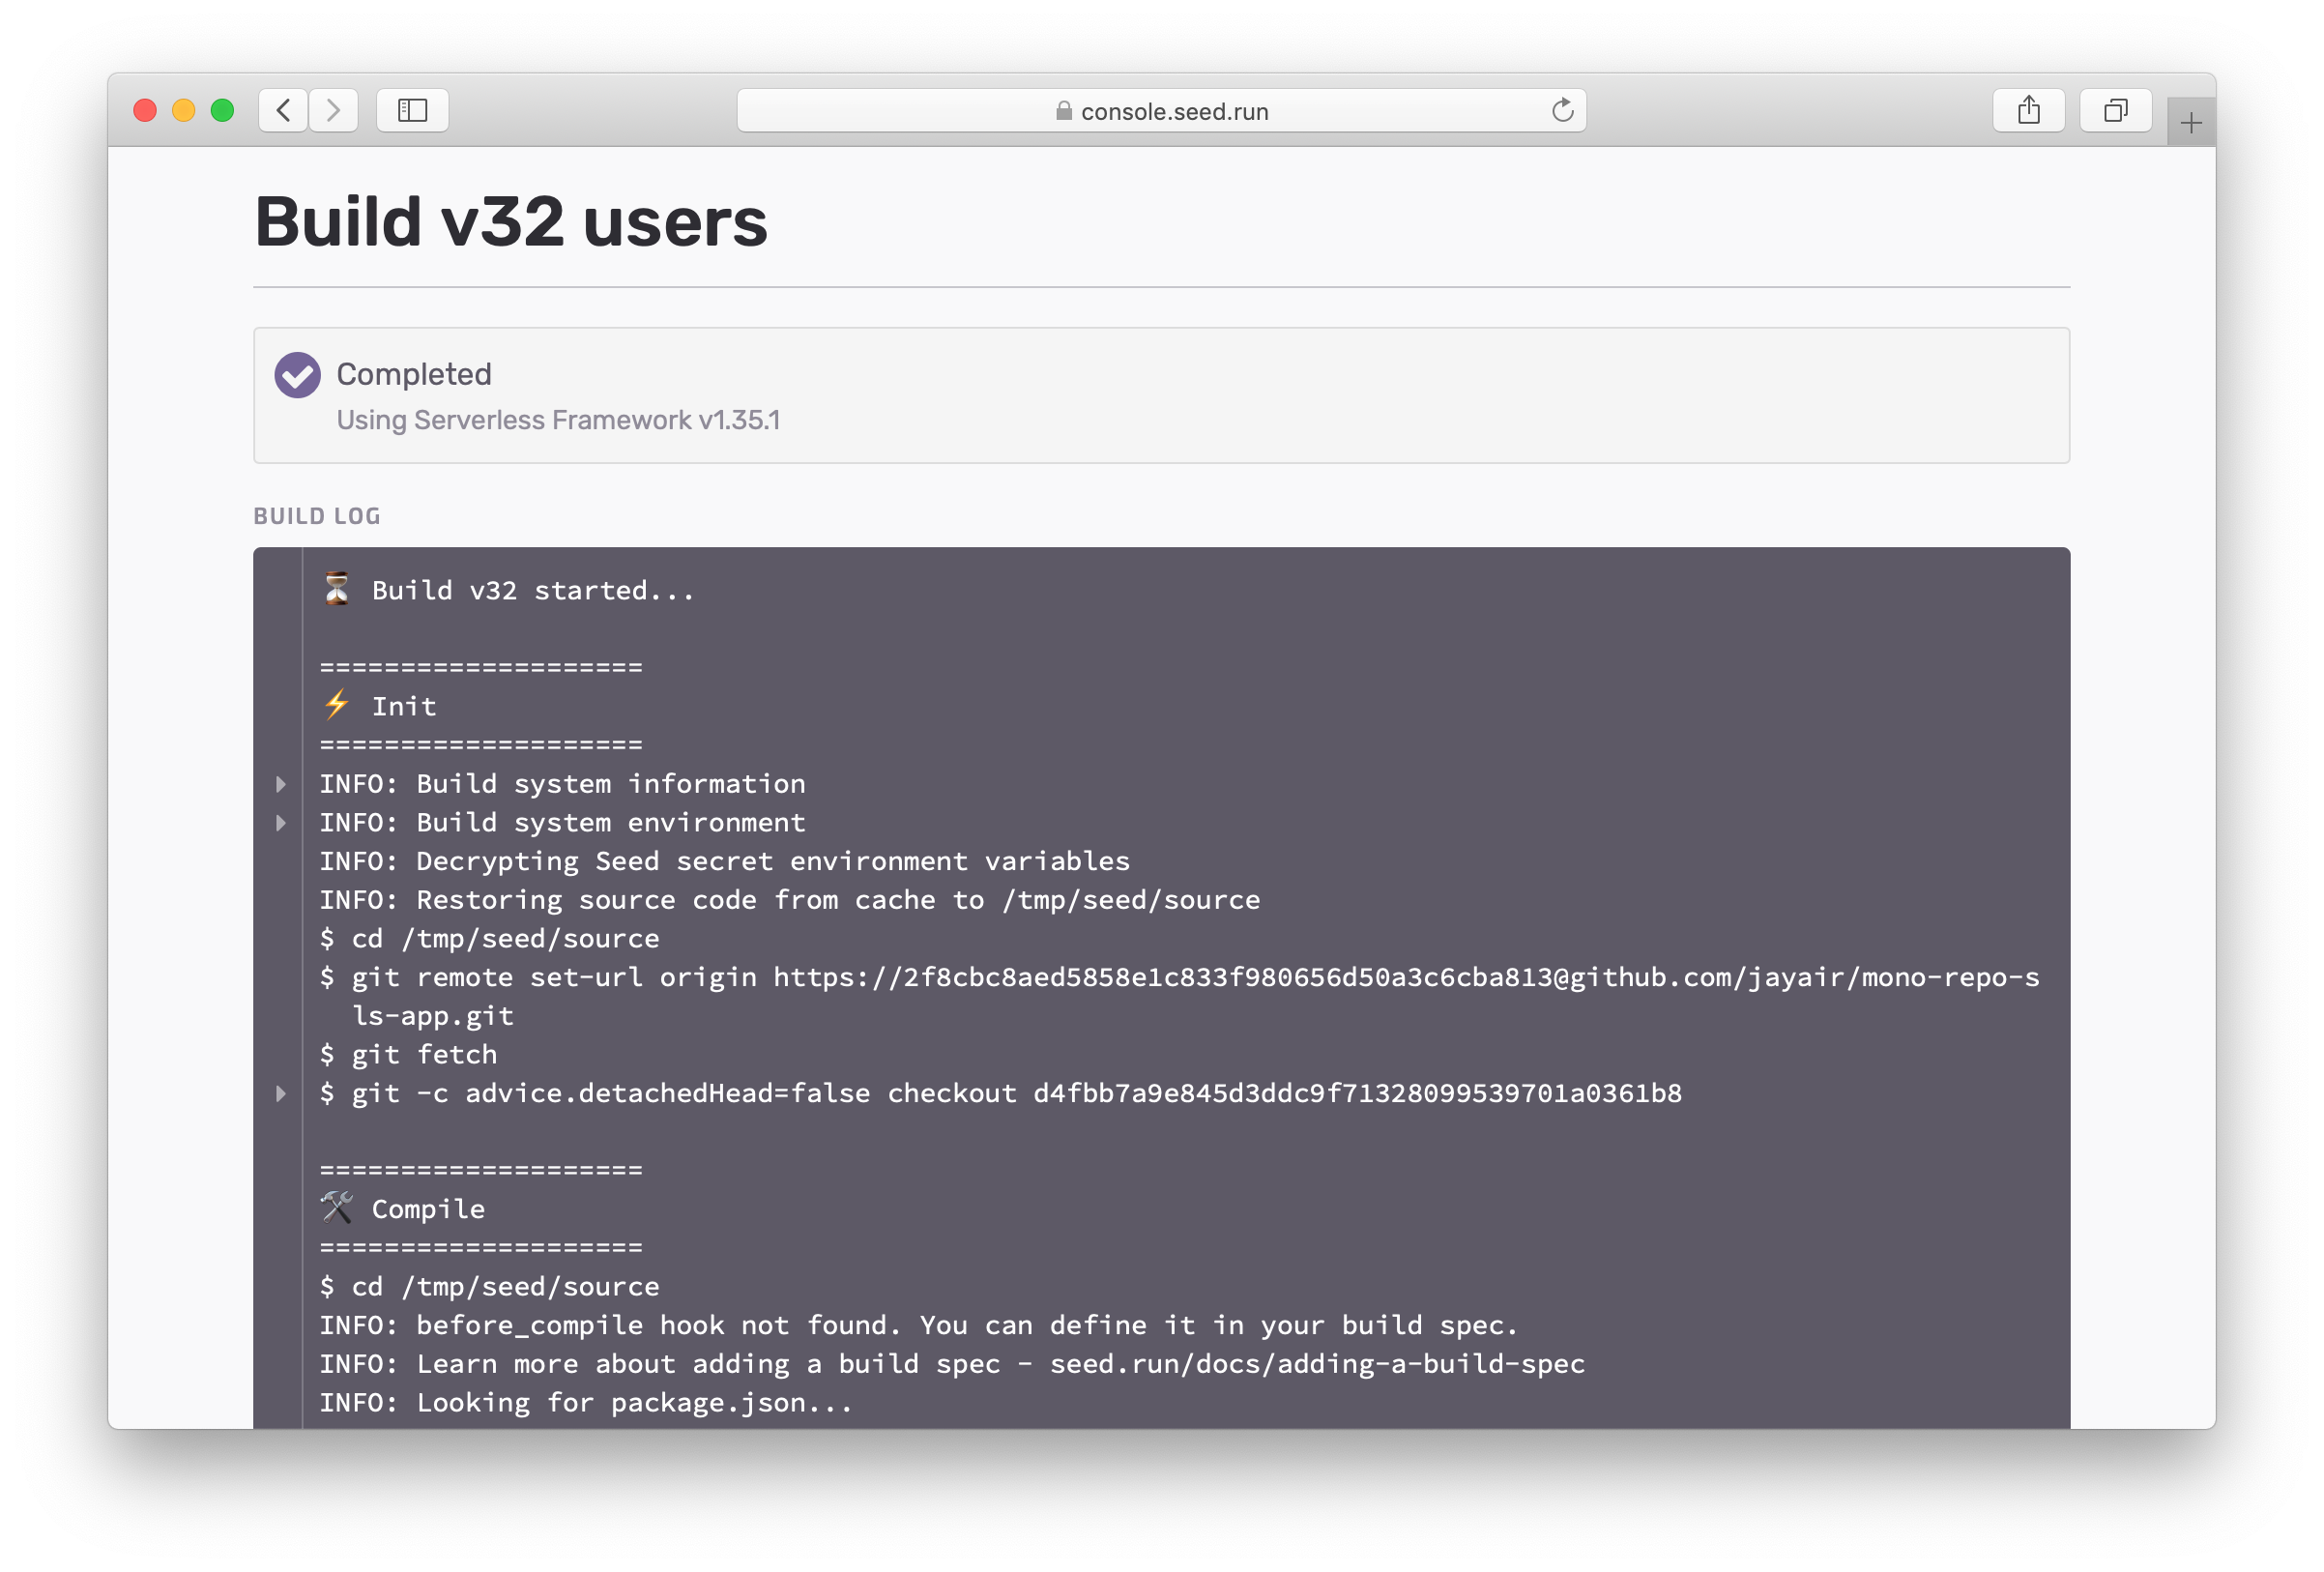 console.seed.run
Build v32 users
Completed
Using Serverless Framework v1.35.1
BUILD LOG
⏳ Build v32 started...
====================
⚡ Init
====================
INFO: Build system information
INFO: Build system environment
INFO: Decrypting Seed secret environment variables
INFO: Restoring source code from cache to /tmp/seed/source
$ cd /tmp/seed/source
$ git remote set-url origin https://2f8cbc8aed5858e1c833f980656d50a3c6cba813@github.com/jayair/mono-repo-s
ls-app.git
$ git fetch
$ git -c advice.detachedHead=false checkout d4fbb7a9e845d3ddc9f71328099539701a0361b8
====================
🛠 Compile
====================
$ cd /tmp/seed/source
INFO: before_compile hook not found. You can define it in your build spec.
INFO: Learn more about adding a build spec - seed.run/docs/adding-a-build-spec
INFO: Looking for package.json...